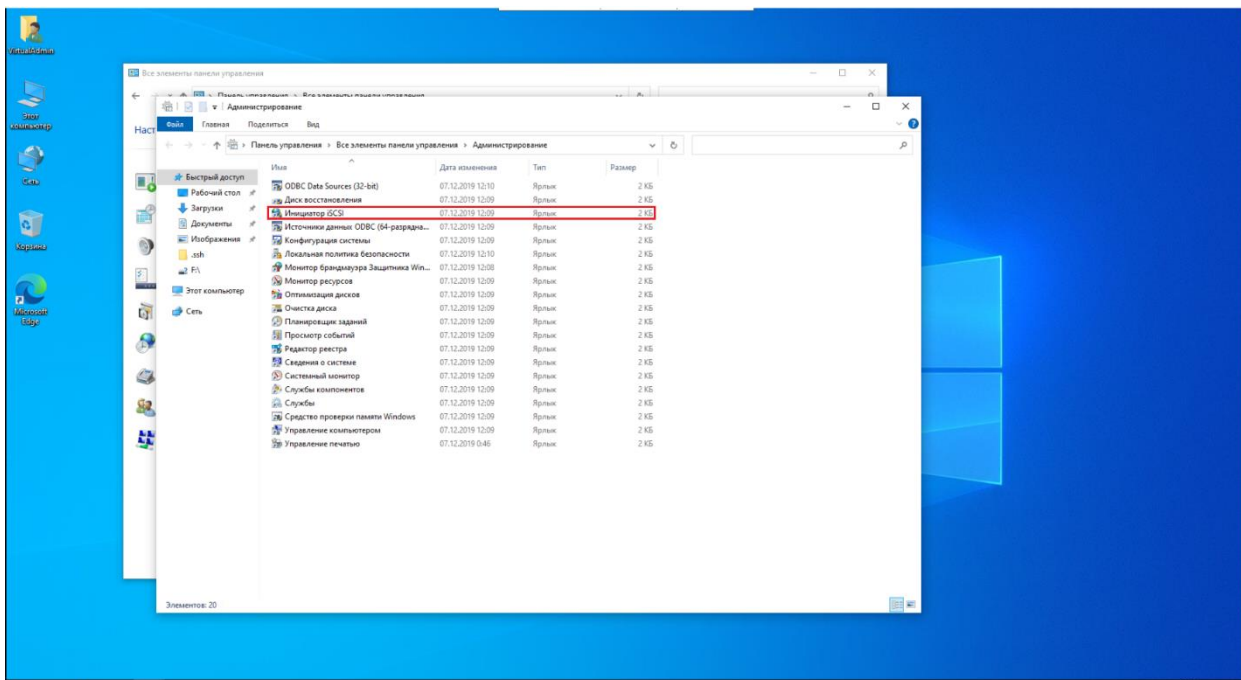 VirtualAdmin
Этот
компьютер
Сеть
Корзина
Microsoft
Edge
Все элементы панели управления
Панель управления > Все элементы панели управления
Администрирование
Файл Главная Поделиться Вид
Панель управления > Все элементы панели управления > Администрирование
Быстрый доступ
Рабочий стол
Загрузки
Документы
Изображения
.ssh
F:\
Этот компьютер
Сеть
Имя Дата изменения Тип Размер
ODBC Data Sources (32-bit) 07.12.2019 12:10 Ярлык 2 КБ
Диск восстановления 07.12.2019 12:09 Ярлык 2 КБ
Инициатор iSCSI 07.12.2019 12:09 Ярлык 2 КБ
Источники данных ODBC (64-разрядна... 07.12.2019 12:09 Ярлык 2 КБ
Конфигурация системы 07.12.2019 12:09 Ярлык 2 КБ
Локальная политика безопасности 07.12.2019 12:10 Ярлык 2 КБ
Монитор брандмауэра Защитника Win... 07.12.2019 12:08 Ярлык 2 КБ
Монитор ресурсов 07.12.2019 12:09 Ярлык 2 КБ
Оптимизация дисков 07.12.2019 12:09 Ярлык 2 КБ
Очистка диска 07.12.2019 12:09 Ярлык 2 КБ
Планировщик заданий 07.12.2019 12:09 Ярлык 2 КБ
Просмотр событий 07.12.2019 12:09 Ярлык 2 КБ
Редактор реестра 07.12.2019 12:09 Ярлык 2 КБ
Сведения о системе 07.12.2019 12:09 Ярлык 2 КБ
Системный монитор 07.12.2019 12:09 Ярлык 2 КБ
Службы компонентов 07.12.2019 12:09 Ярлык 2 КБ
Службы 07.12.2019 12:09 Ярлык 2 КБ
Средство проверки памяти Windows 07.12.2019 12:09 Ярлык 2 КБ
Управление компьютером 07.12.2019 12:09 Ярлык 2 КБ
Управление печатью 07.12.2019 0:46 Ярлык 2 КБ
Элементов: 20